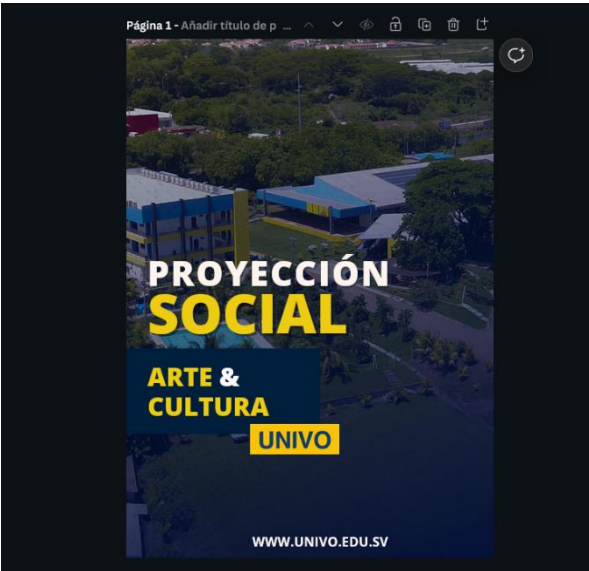 Página 1 - Añadir título de p ...
PROYECCIÓN
SOCIAL
ARTE &
CULTURA
UNIVO
WWW.UNIVO.EDU.SV